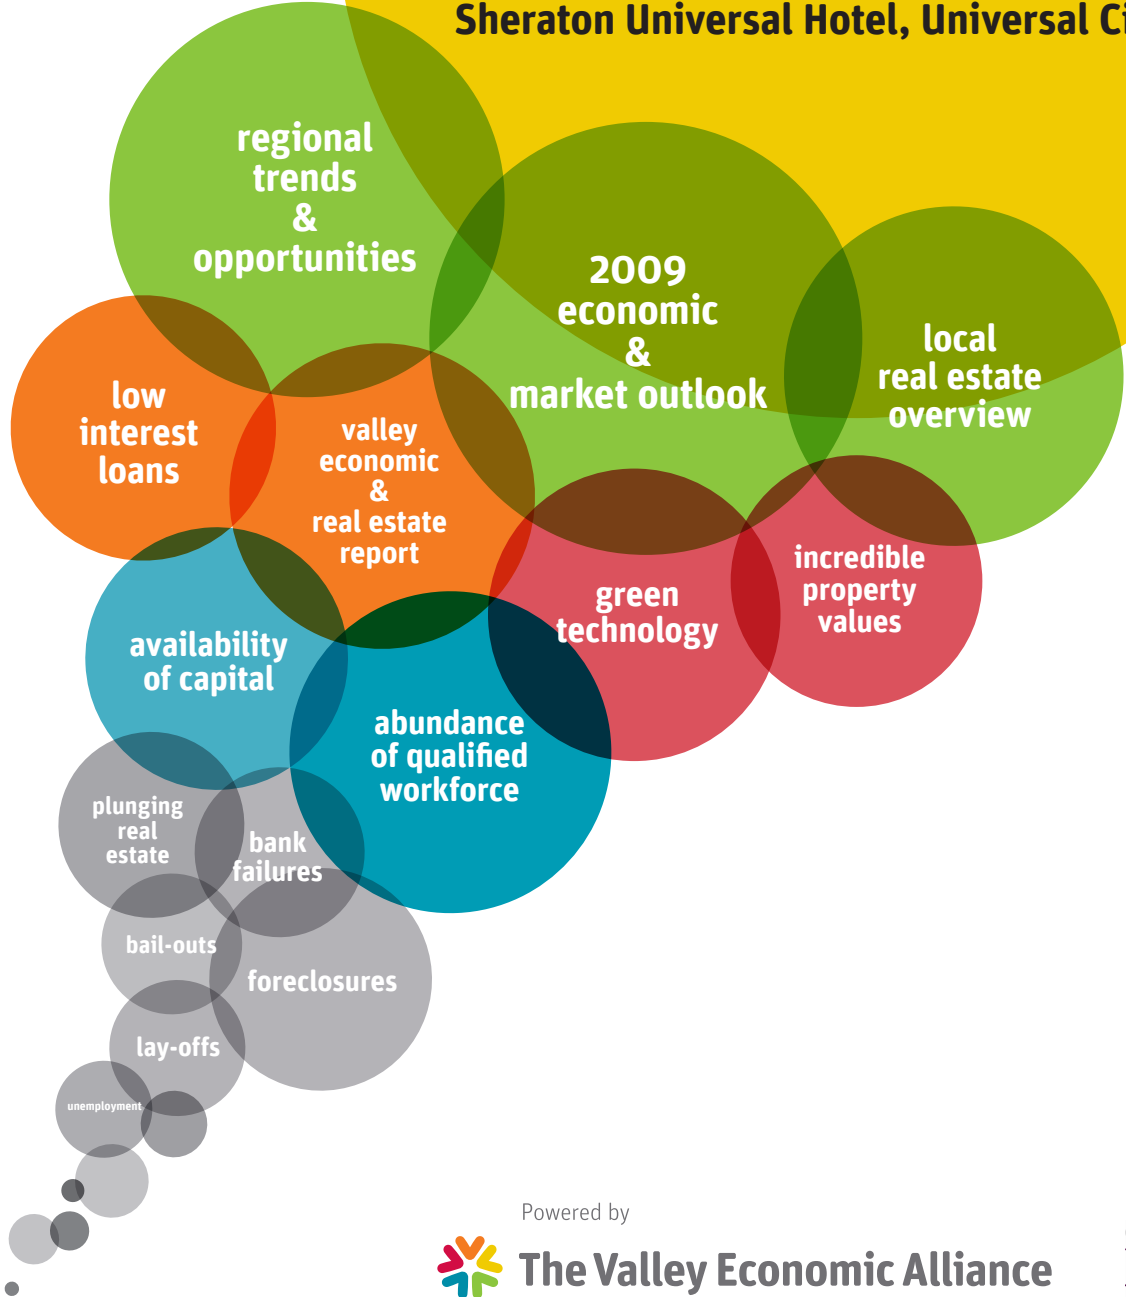 Sheraton Universal Hotel, Universal
regional
trends
&
opportunities
2009
economic
&
market outlook
local
real estate
overview
low
interest
loans
valley
economic
&
real estate
report
incredible
property
values
green
technology
availability
of capital
abundance
of qualified
workforce
plunging
real
estate
bank
failures
bail-outs
foreclosures
lay-offs
unemployment
Powered by
The Valley Economic Alliance